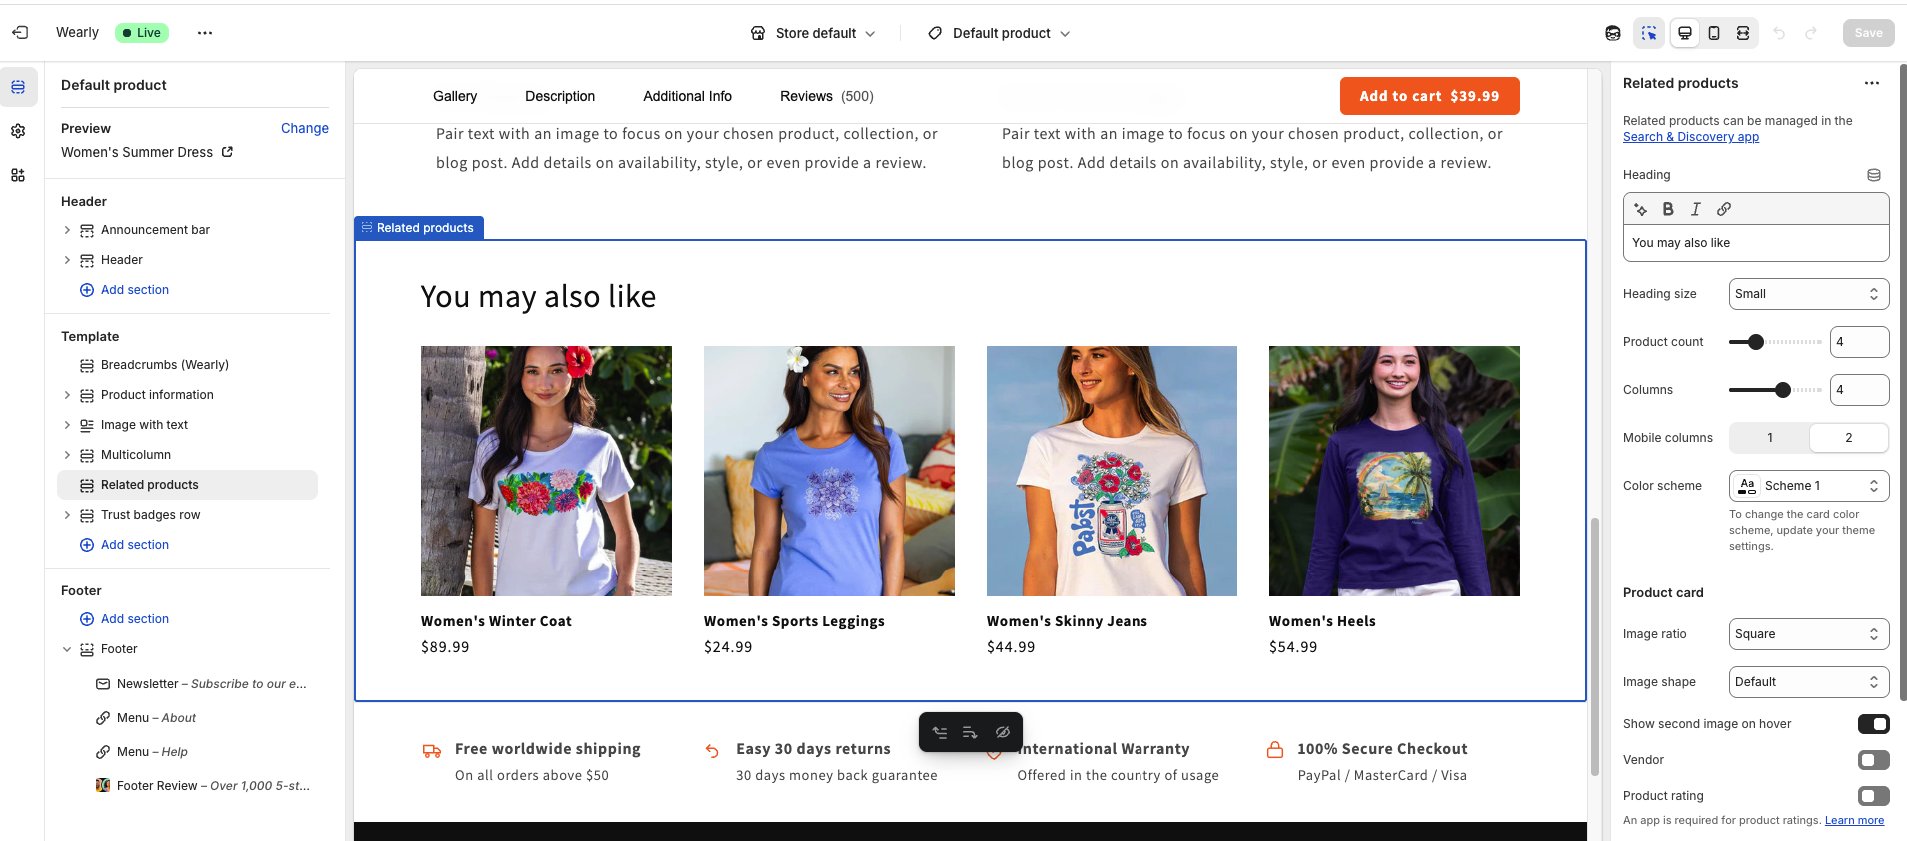 Wearly
Live
Store default
Default product
Save
Default product
Preview
Change
Women's Summer Dress
Header
Announcement bar
Header
Add section
Template
Breadcrumbs (Wearly)
Product information
Image with text
Multicolumn
Related products
Trust badges row
Add section
Footer
Add section
Footer
Newsletter – Subscribe to our e...
Menu – About
Menu – Help
Footer Review – Over 1,000 5-st...
Gallery
Description
Additional Info
Reviews (500)
Add to cart $39.99
Pair text with an image to focus on your chosen product, collection, or
blog post. Add details on availability, style, or even provide a review.
Pair text with an image to focus on your chosen product, collection, or
blog post. Add details on availability, style, or even provide a review.
Related products
You may also like
Pabst
Women's Winter Coat
$89.99
Women's Sports Leggings
$24.99
Women's Skinny Jeans
$44.99
Women's Heels
$54.99
Free worldwide shipping
On all orders above $50
Easy 30 days returns
30 days money back guarantee
International Warranty
Offered in the country of usage
100% Secure Checkout
PayPal / MasterCard / Visa
Related products
Related products can be managed in the
Search & Discovery app
Heading
B I
You may also like
Heading size
Small
Product count
4
Columns
4
Mobile columns
1
2
Color scheme
Aa
Scheme 1
To change the card color
scheme, update your theme
settings.
Product card
Image ratio
Square
Image shape
Default
Show second image on hover
Vendor
Product rating
An app is required for product ratings. Learn more